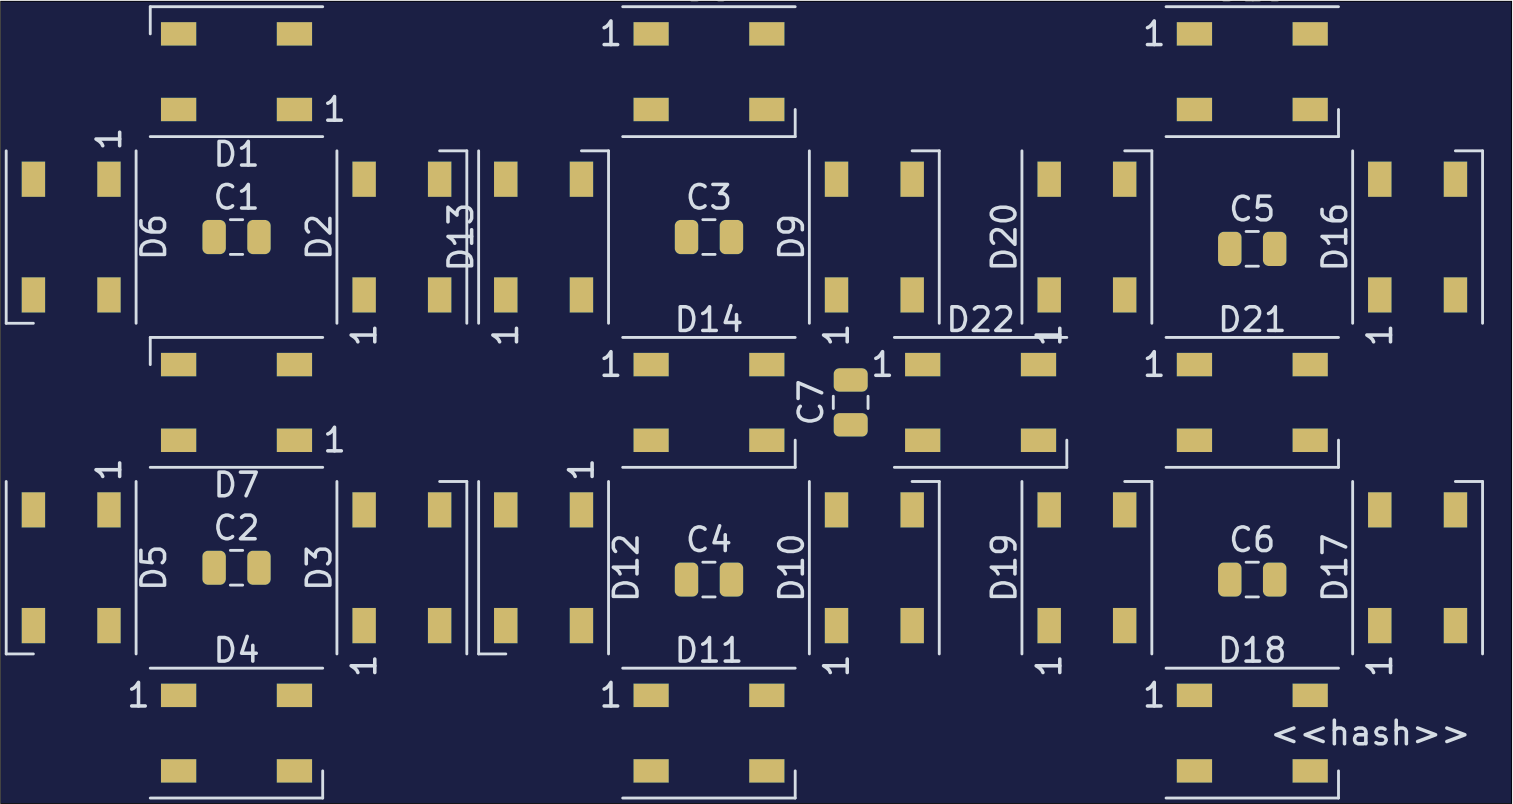 1 1
1
1
D1
C1 C3 C5
D6 D2 D13 D9 D20 D16
D14 D22 D21
1 1 1 1 1
1 1 1
C7
1
1 1
D7
C2 C4 C6
D5 D3 D12 D10 D19 D17
D4 D11 D18
1 1 1 1
1 1 1
<<hash>>